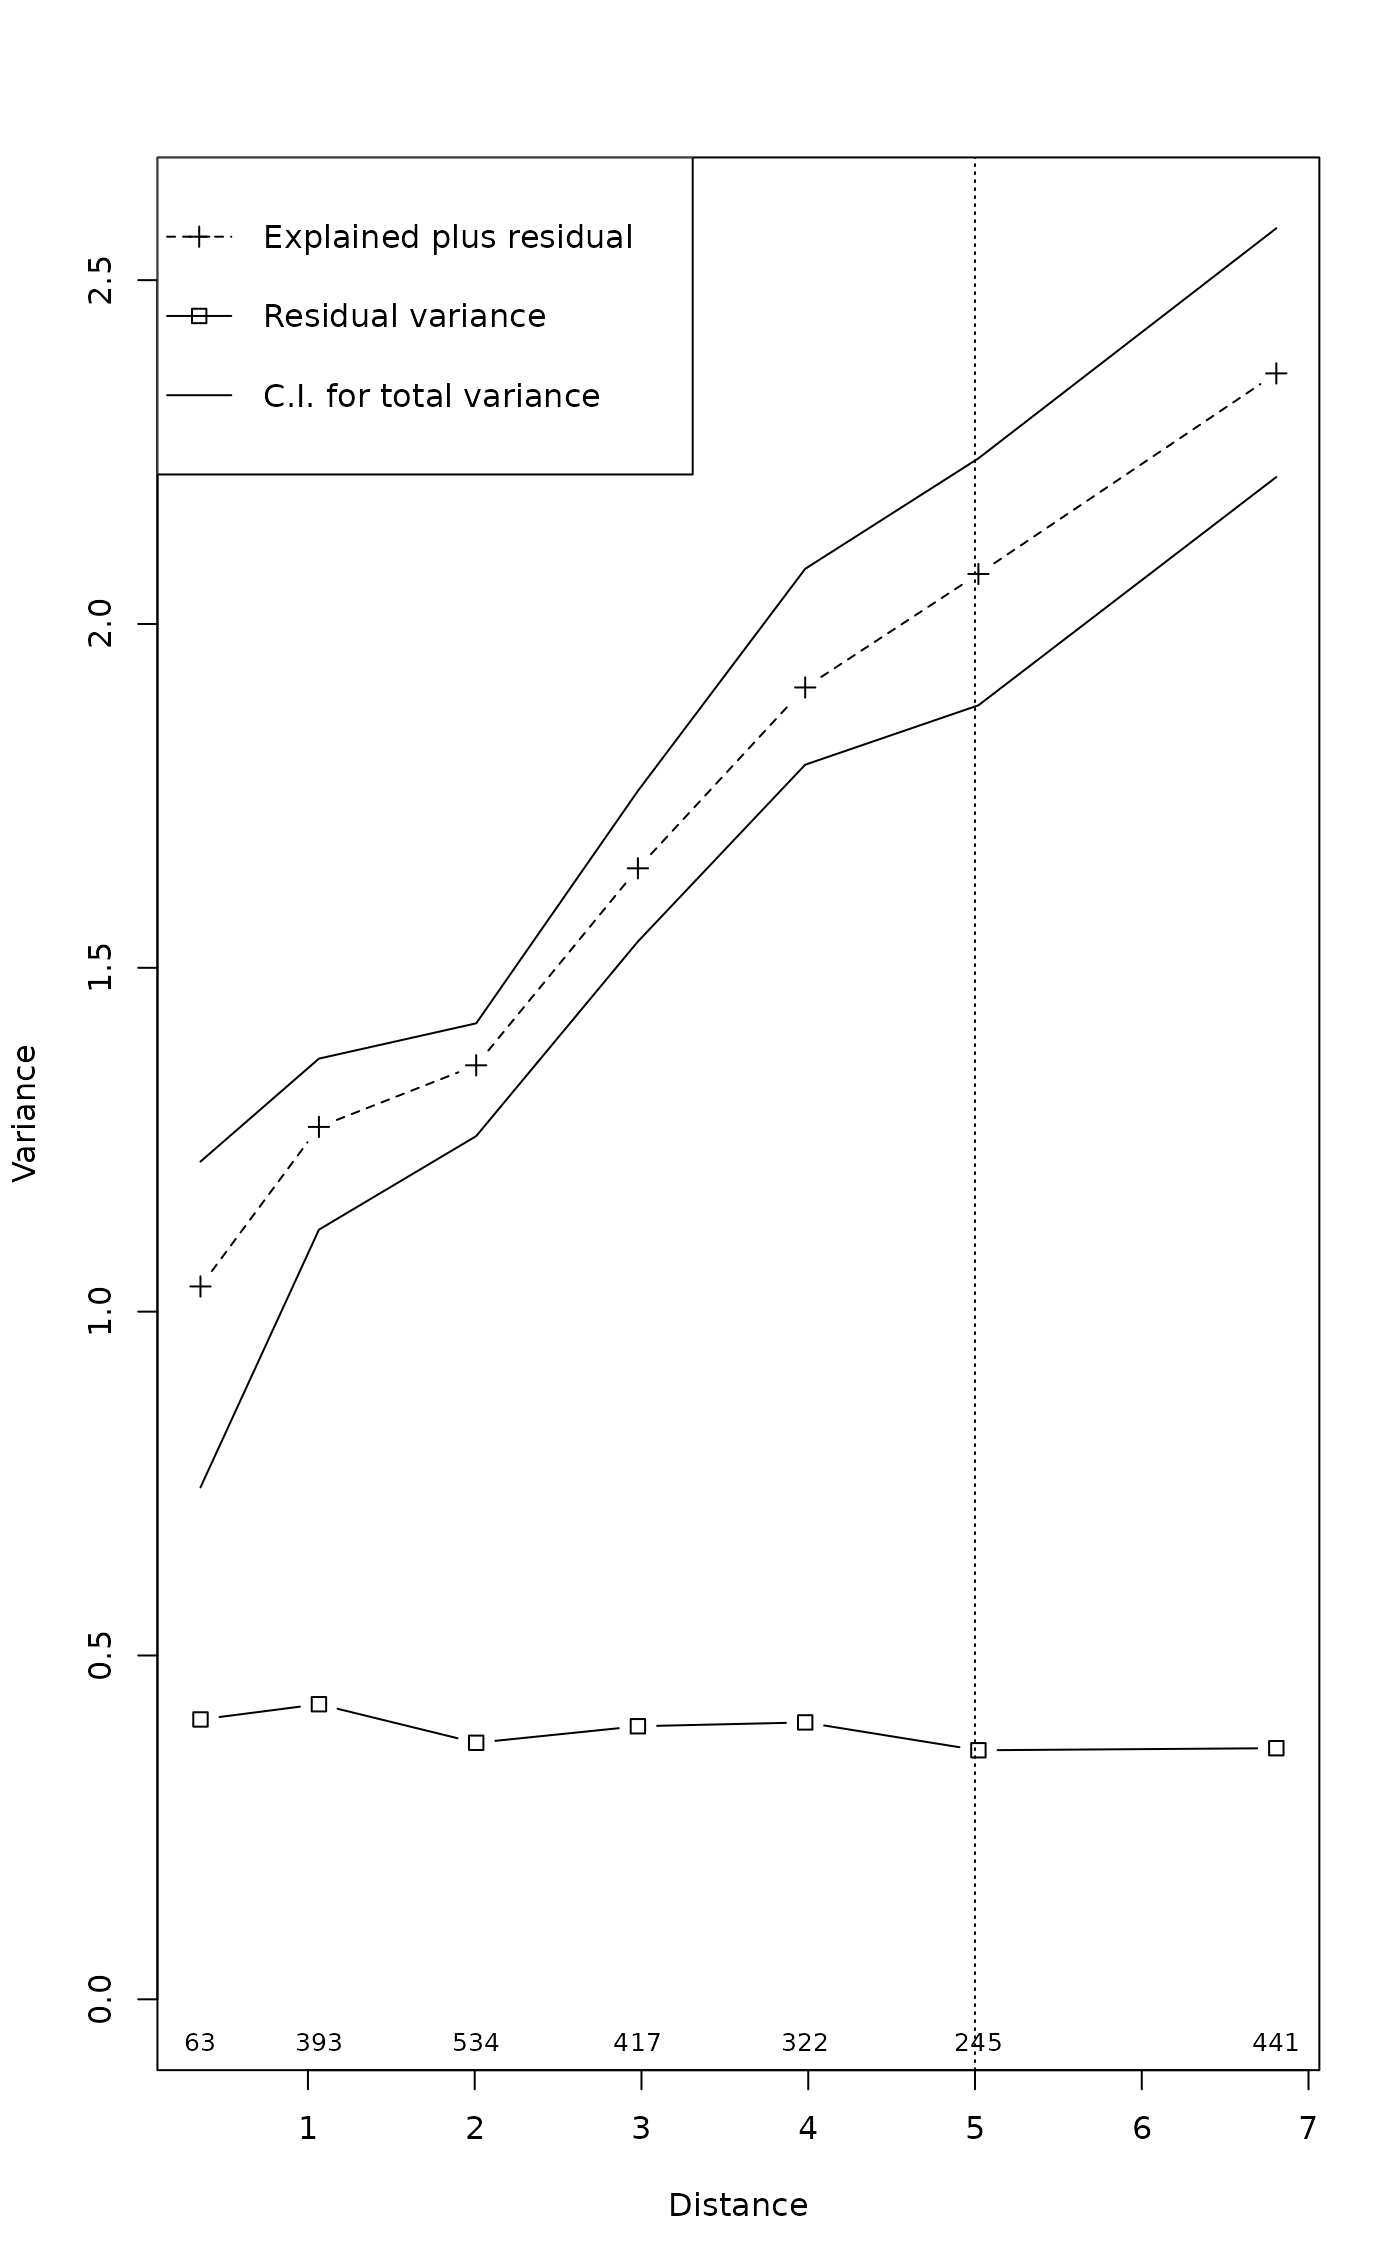 Explained plus residual
Residual variance
C.I. for total variance
2.5
2.0
1.5
1.0
0.5
0.0
Variance
63 393 534 417 322 245 441
1 2 3 4 5 6 7
Distance